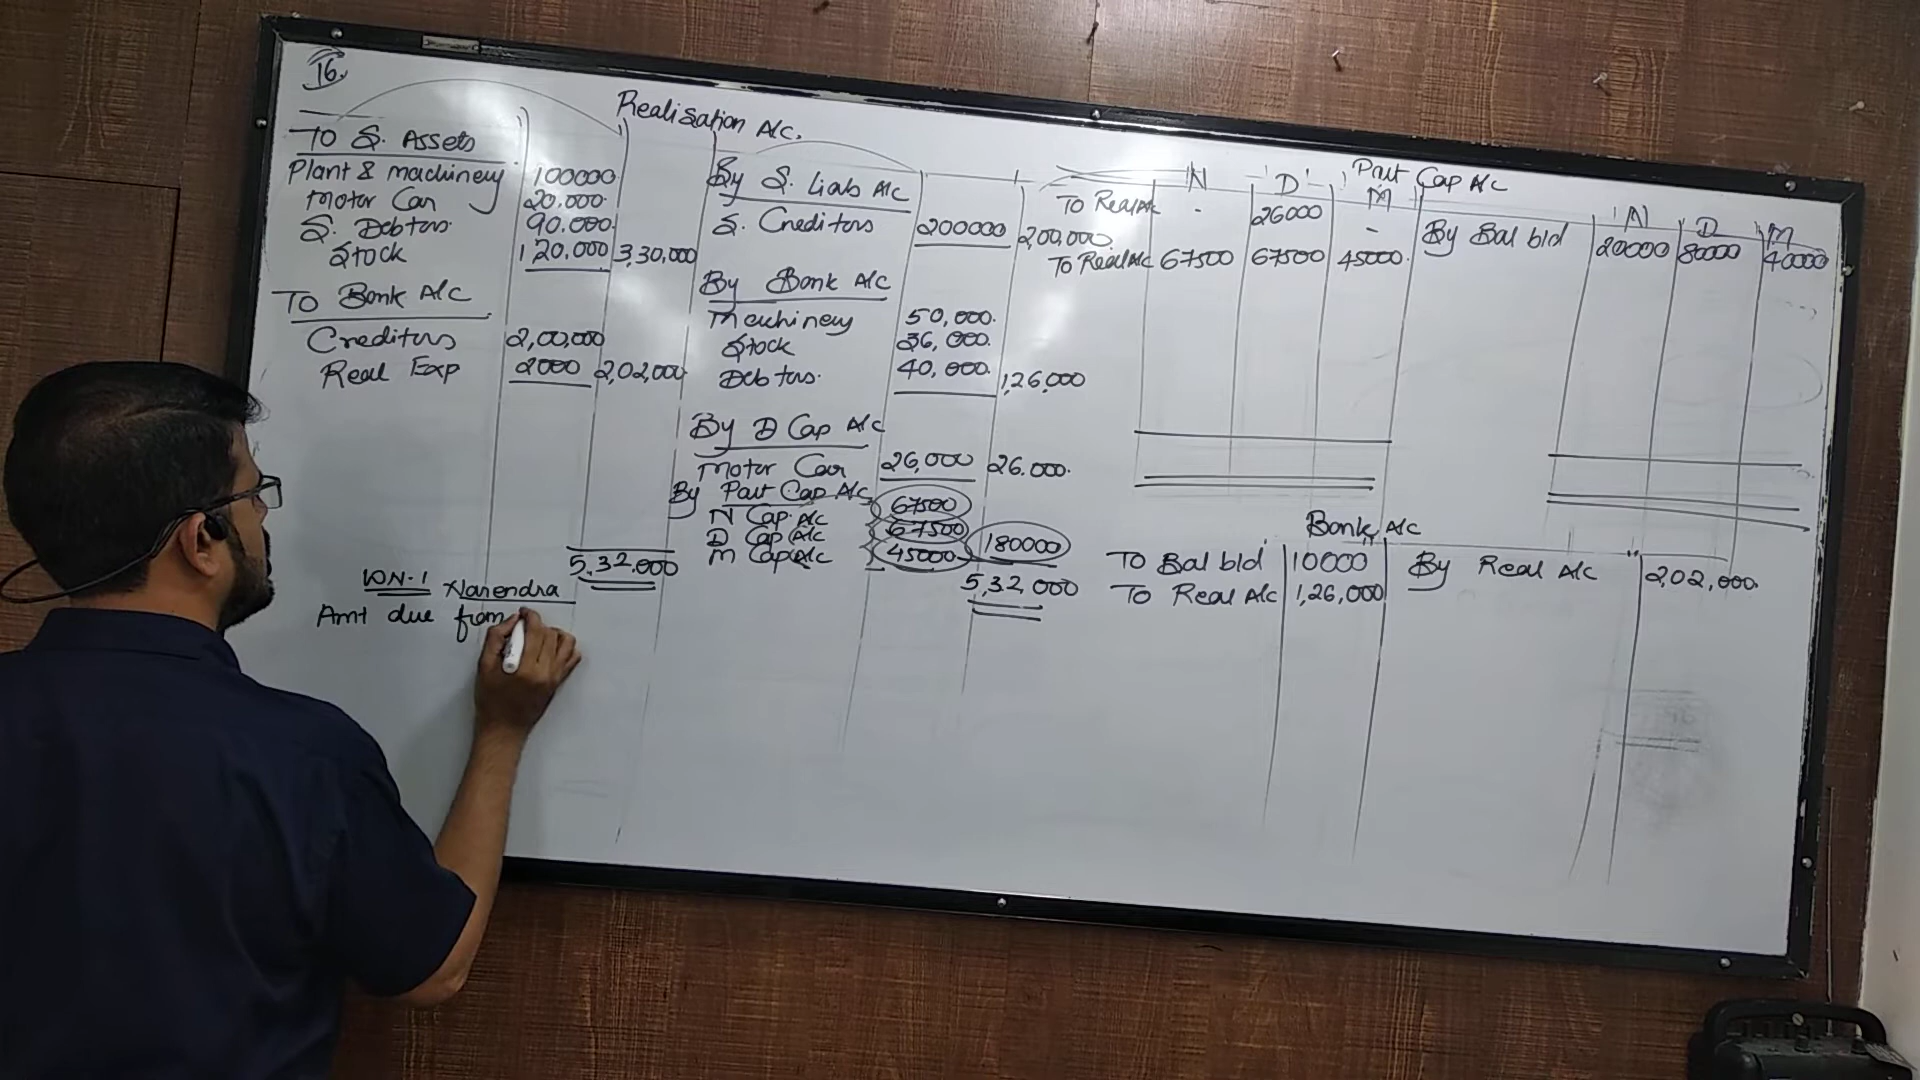 16.
Realisation A/c.
To S. Assets
Plant & machinery 100000
Motor Car 20,000
S. Debtors 90.000
Stock 120.000 3,30,000
To Bank A/c
Creditors 2,00,000
Real Exp 2000 2,02,000
5,32,000
By S. Liab A/c
S. Creditors 200000 200,000
By Bank A/c
Machinery 50,000.
Stock 36,000.
Debtors. 40,000. 1,26,000
By D Cap A/c
Motor Car 26,000 26.000.
By Part Cap A/c
N Cap A/c 67500
D Cap A/c 67500
M Cap A/c 45000 180000
5,32,000
WN-1 Narendra
Amt due from
Part Cap A/c
N D M
To Real A/c - 26000 -
To Real A/c 67500 67500 45000
N D M
By Bal b/d 20000 80000 40000
Bank A/c
To Bal b/d 10000 By Real A/c 202,000.
To Real A/c 1,26,000